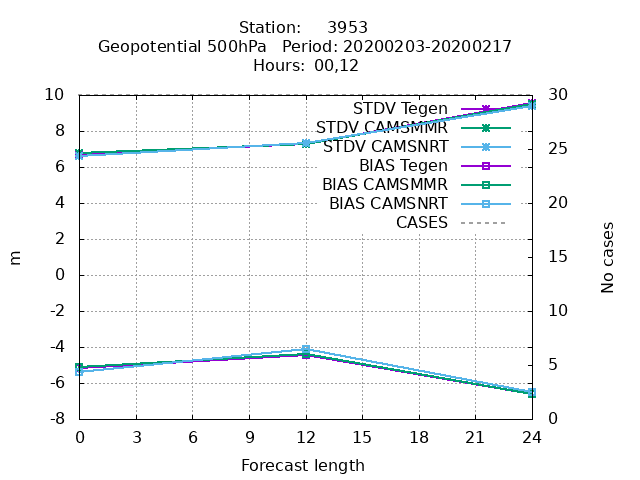 Station: 3953
Geopotential 500hPa Period: 20200203-20200217
Hours: 00,12
10
8
6
4
2
0
-2
-4
-6
-8
m
STDV Tegen
STDV CAMSMMR
STDV CAMSNRT
BIAS Tegen
BIAS CAMSMMR
BIAS CAMSNRT
CASES
30
25
20
15
10
5
0
No cases
0 3 6 9 12 15 18 21 24
Forecast length